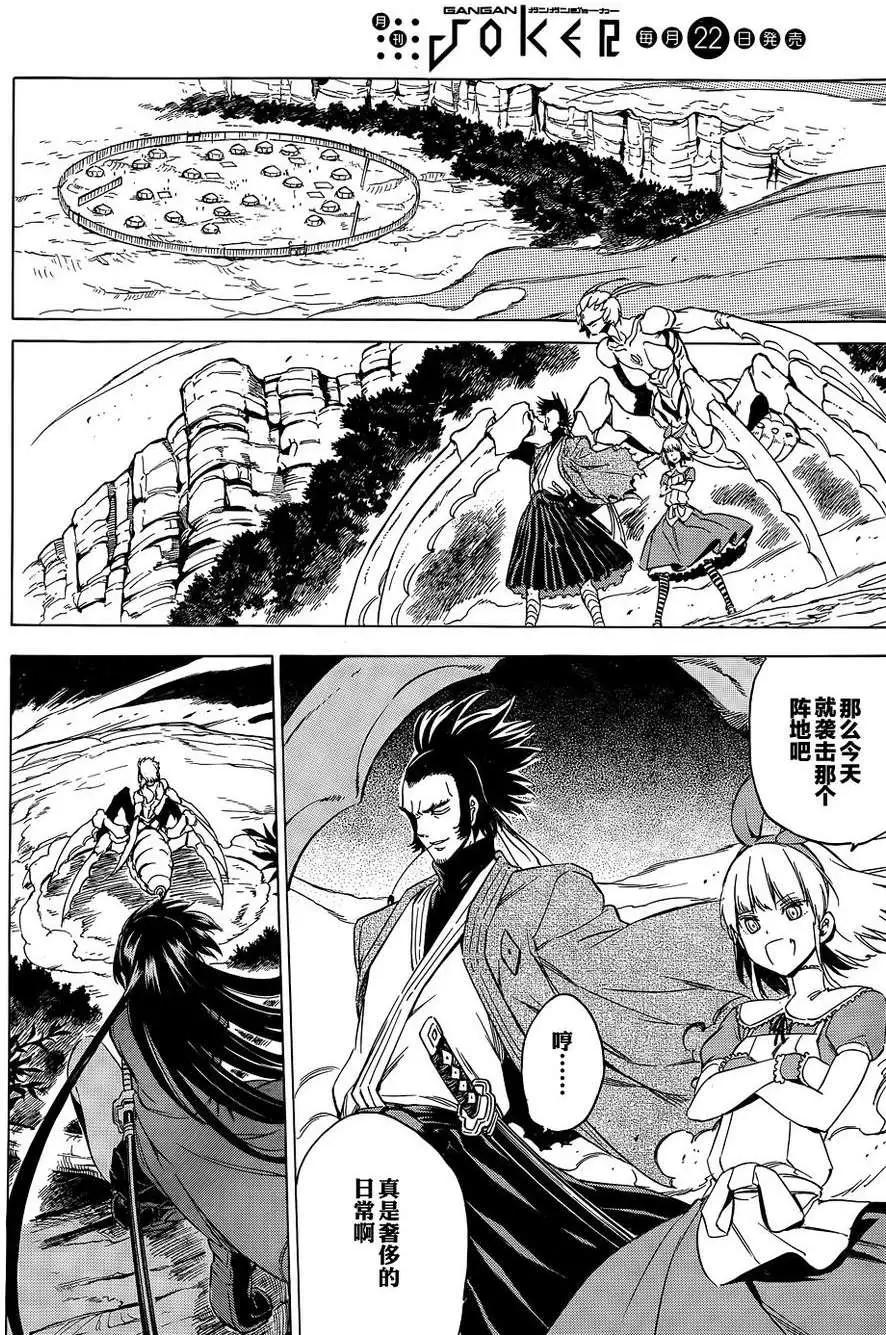 月刊
GANGAN
ガンガンジョーカー
JOKER
毎月22日発売
那么今天
就袭击那个
阵地吧
哼……
真是奢侈的
日常啊